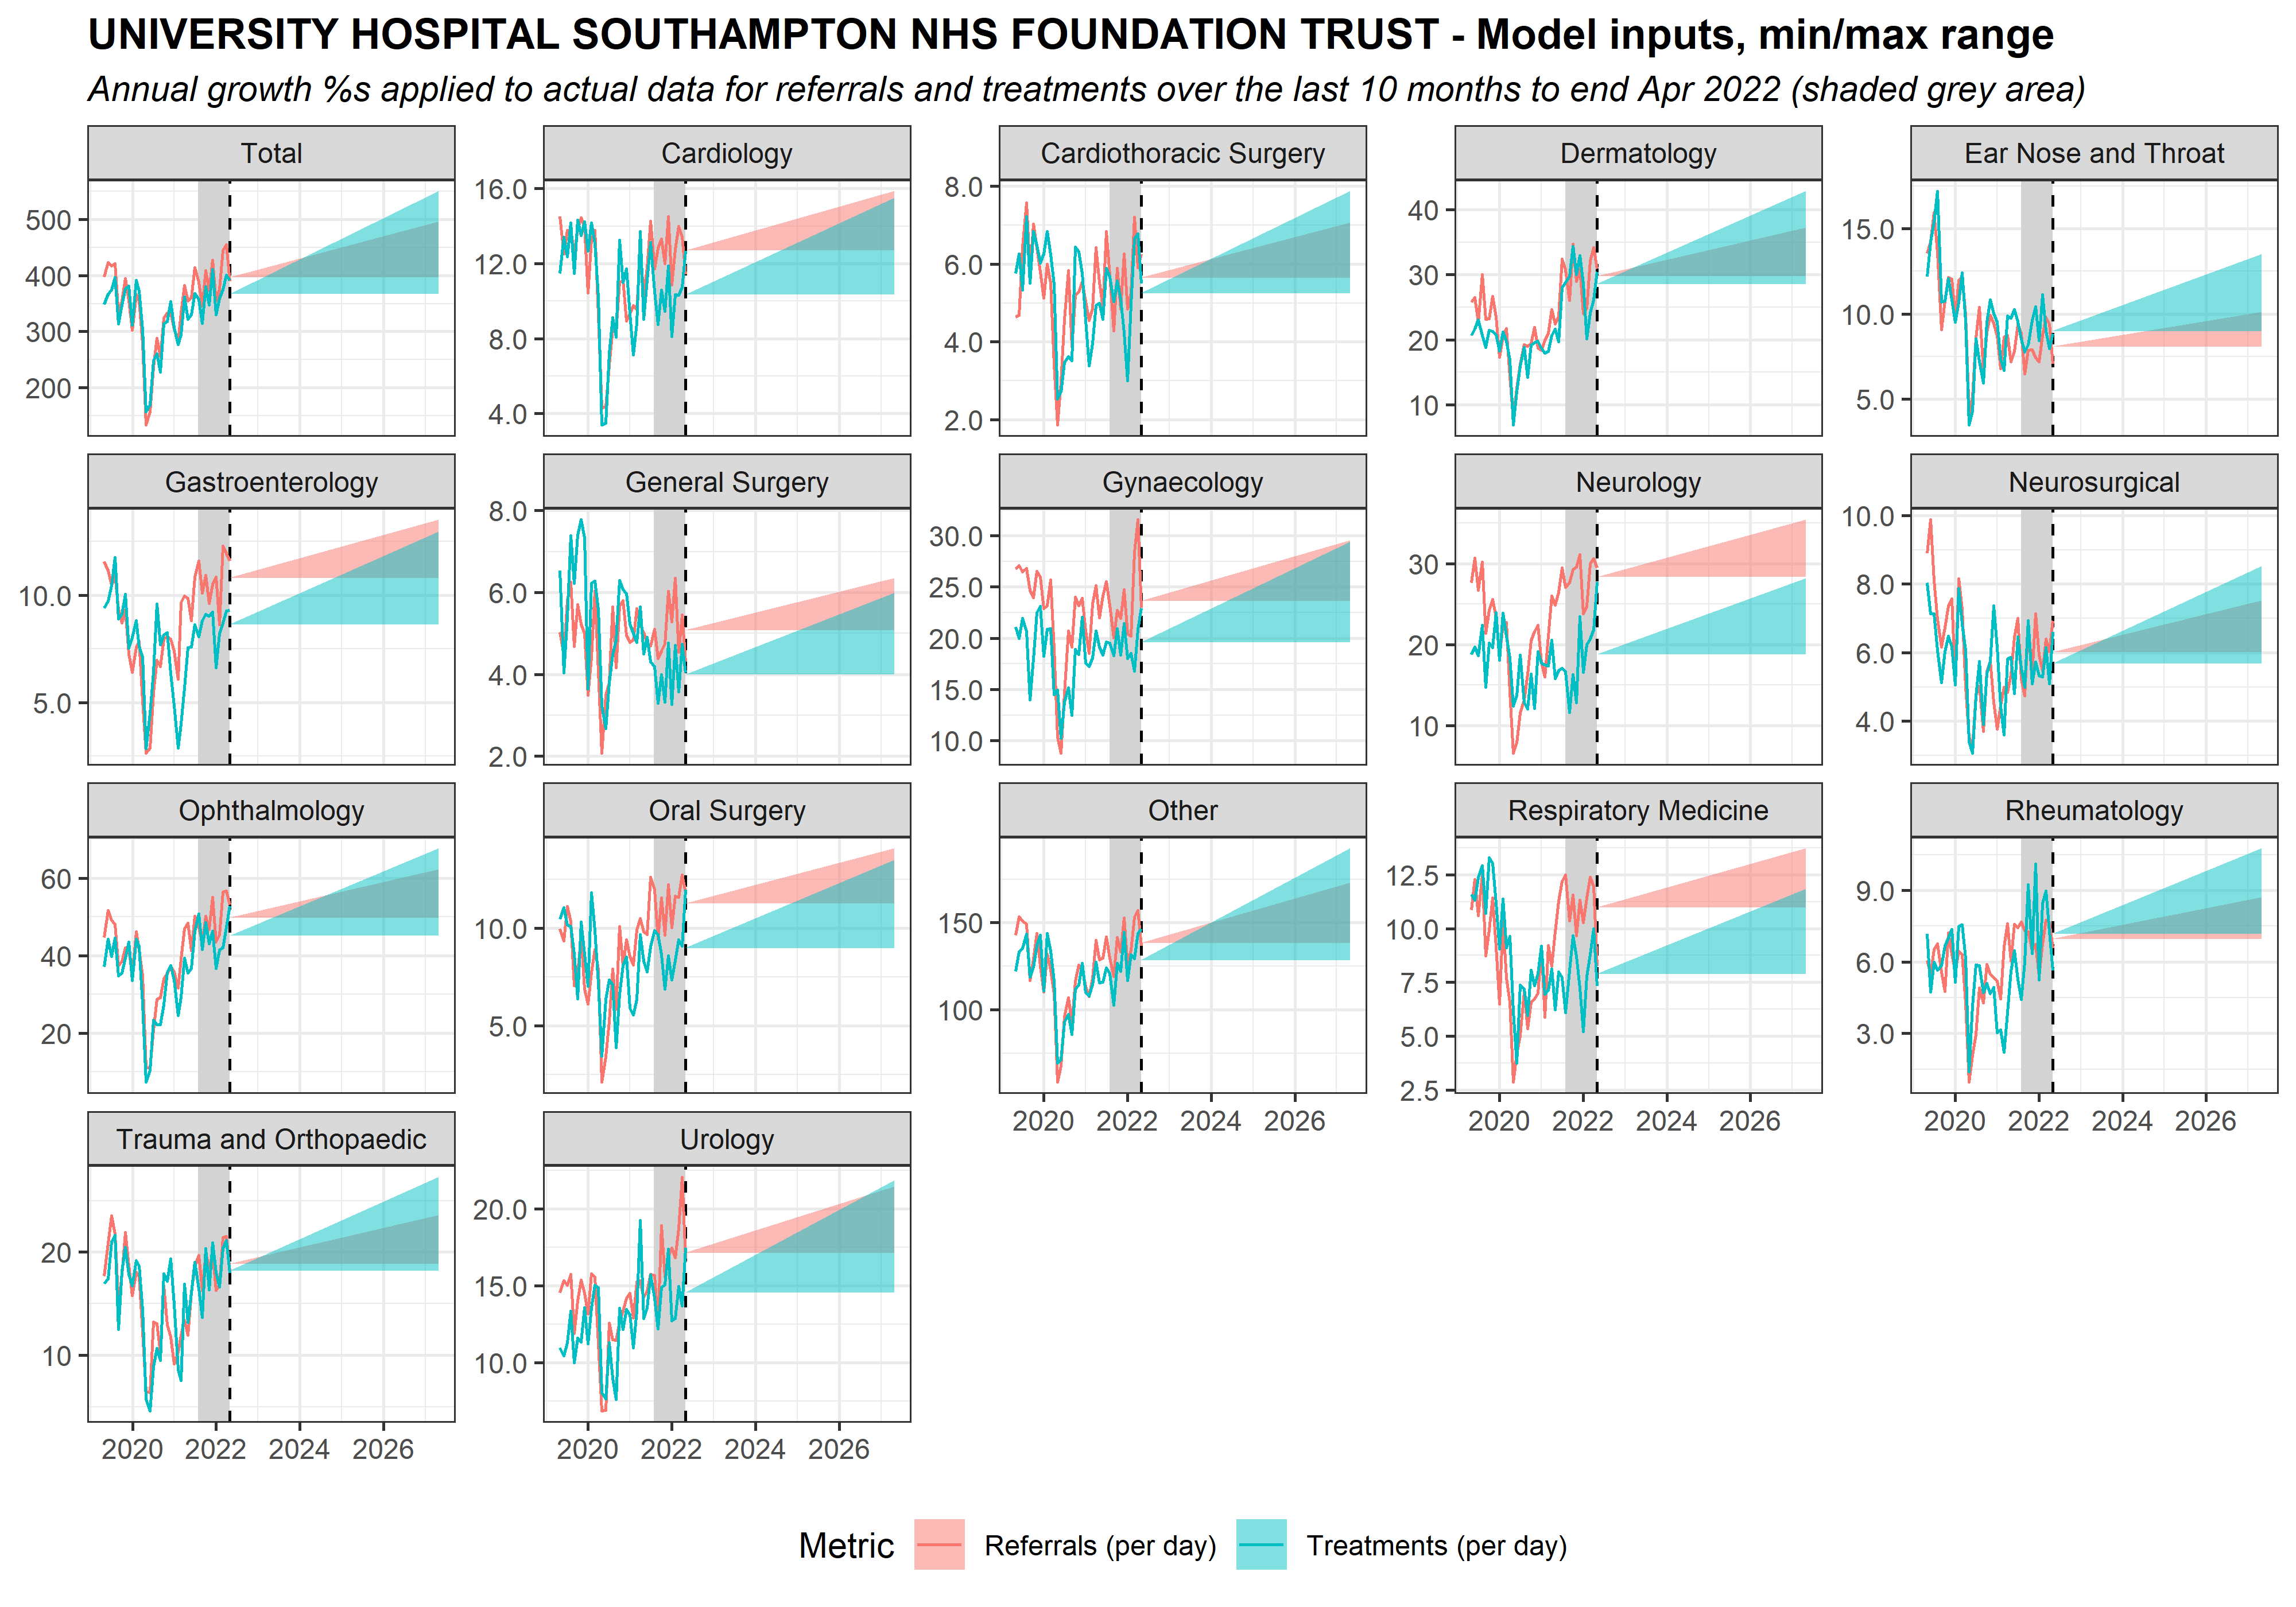 UNIVERSITY HOSPITAL SOUTHAMPTON NHS FOUNDATION TRUST - Model inputs, min/max range
Annual growth %s applied to actual data for referrals and treatments over the last 10 months to end Apr 2022 (shaded grey area)
Total
500
400
300
200
Cardiology
16.0
12.0
8.0
4.0
Cardiothoracic Surgery
8.0
6.0
4.0
2.0
Dermatology
40
30
20
10
Ear Nose and Throat
15.0
10.0
5.0
Gastroenterology
10.0
5.0
General Surgery
8.0
6.0
4.0
2.0
Gynaecology
30.0
25.0
20.0
15.0
10.0
Neurology
30
20
10
Neurosurgical
10.0
8.0
6.0
4.0
Ophthalmology
60
40
20
Oral Surgery
10.0
5.0
Other
150
100
2020 2022 2024 2026
Respiratory Medicine
12.5
10.0
7.5
5.0
2.5
2020 2022 2024 2026
Rheumatology
9.0
6.0
3.0
2020 2022 2024 2026
Trauma and Orthopaedic
20
10
2020 2022 2024 2026
Urology
20.0
15.0
10.0
2020 2022 2024 2026
Metric Referrals (per day) Treatments (per day)